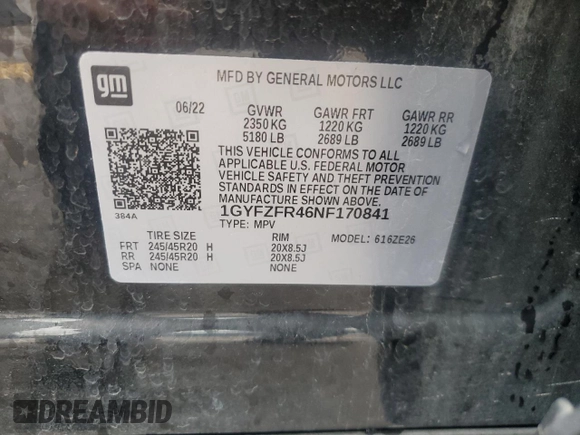 gm
MFD BY GENERAL MOTORS LLC
06/22 GVWR GAWR FRT GAWR RR
2350 KG 1220 KG 1220 KG
5180 LB 2689 LB 2689 LB
THIS VEHICLE CONFORMS TO ALL
APPLICABLE U.S. FEDERAL MOTOR
VEHICLE SAFETY AND THEFT PREVENTION
STANDARDS IN EFFECT ON THE DATE OF
MANUFACTURE SHOWN ABOVE.
384A
1GYFZFR46NF170841
TYPE: MPV
TIRE SIZE RIM MODEL: 616ZE26
FRT 245/45R20 H 20X8.5J
RR 245/45R20 H 20X8.5J
SPA NONE NONE
DREAMBID